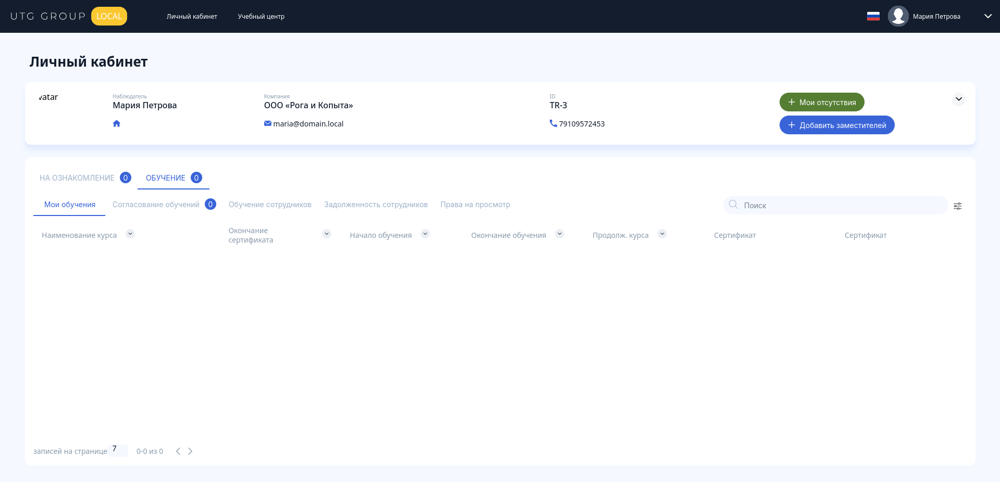 UTG GROUP LOCAL Личный кабинет Учебный центр Мария Петрова
Личный кабинет
vatar
Наблюдатель
Мария Петрова
Компания
ООО «Рога и Копыта»
maria@domain.local
ID
TR-3
79109572453
Мои отсутствия
Добавить заместителей
НА ОЗНАКОМЛЕНИЕ 0 ОБУЧЕНИЕ 0
Мои обучения Согласование обучений 0 Обучение сотрудников Задолженность сотрудников Права на просмотр Поиск
Наименование курса
Окончание
сертификата
Начало обучения
Окончание обучения
Продолж. курса
Сертификат
Сертификат
записей на странице 7 0-0 из 0